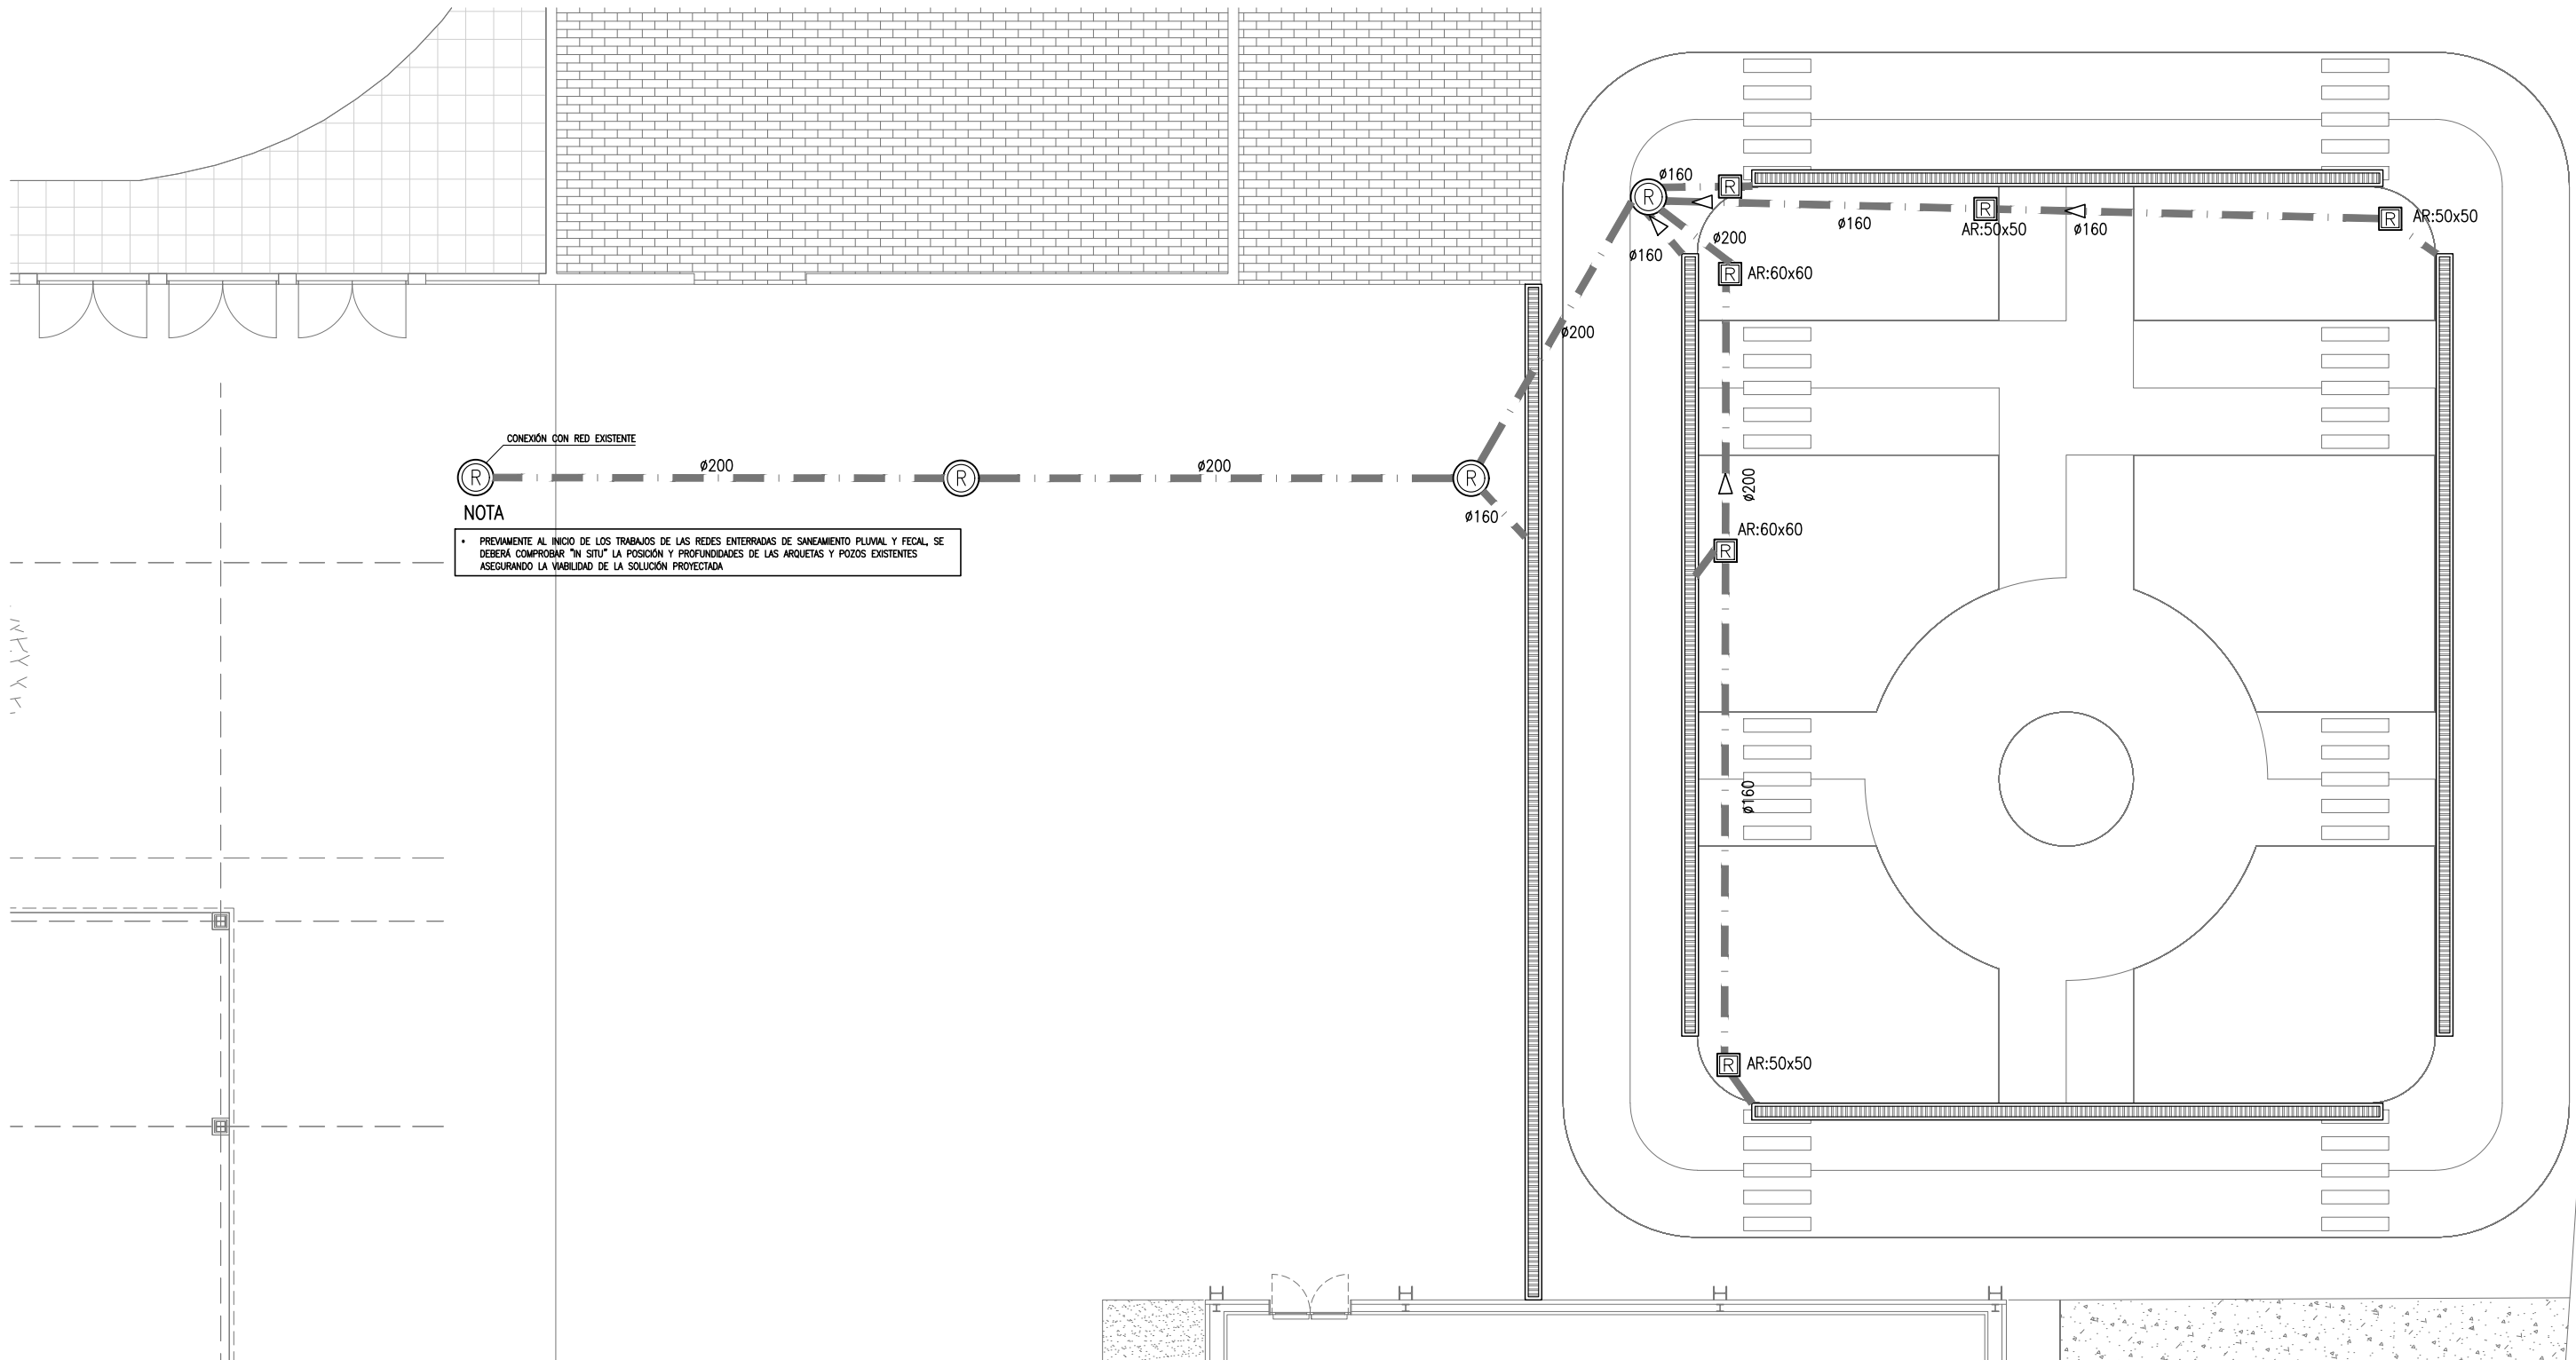 ø160
R
R
R
AR:50x50
R
AR:50x50
ø160
ø160
ø200
ø160
R
AR:60x60
ø200
CONEXIÓN CON RED EXISTENTE
R
ø200
R
ø200
R
ø160
ø200
NOTA
• PREVIAMENTE AL INICIO DE LOS TRABAJOS DE LAS REDES ENTERRADAS DE SANEAMIENTO PLUVIAL Y FECAL, SE
DEBERÁ COMPROBAR "IN SITU" LA POSICIÓN Y PROFUNDIDADES DE LAS ARQUETAS Y POZOS EXISTENTES
ASEGURANDO LA VIABILIDAD DE LA SOLUCIÓN PROYECTADA
AR:60x60
R
ø160
R
AR:50x50